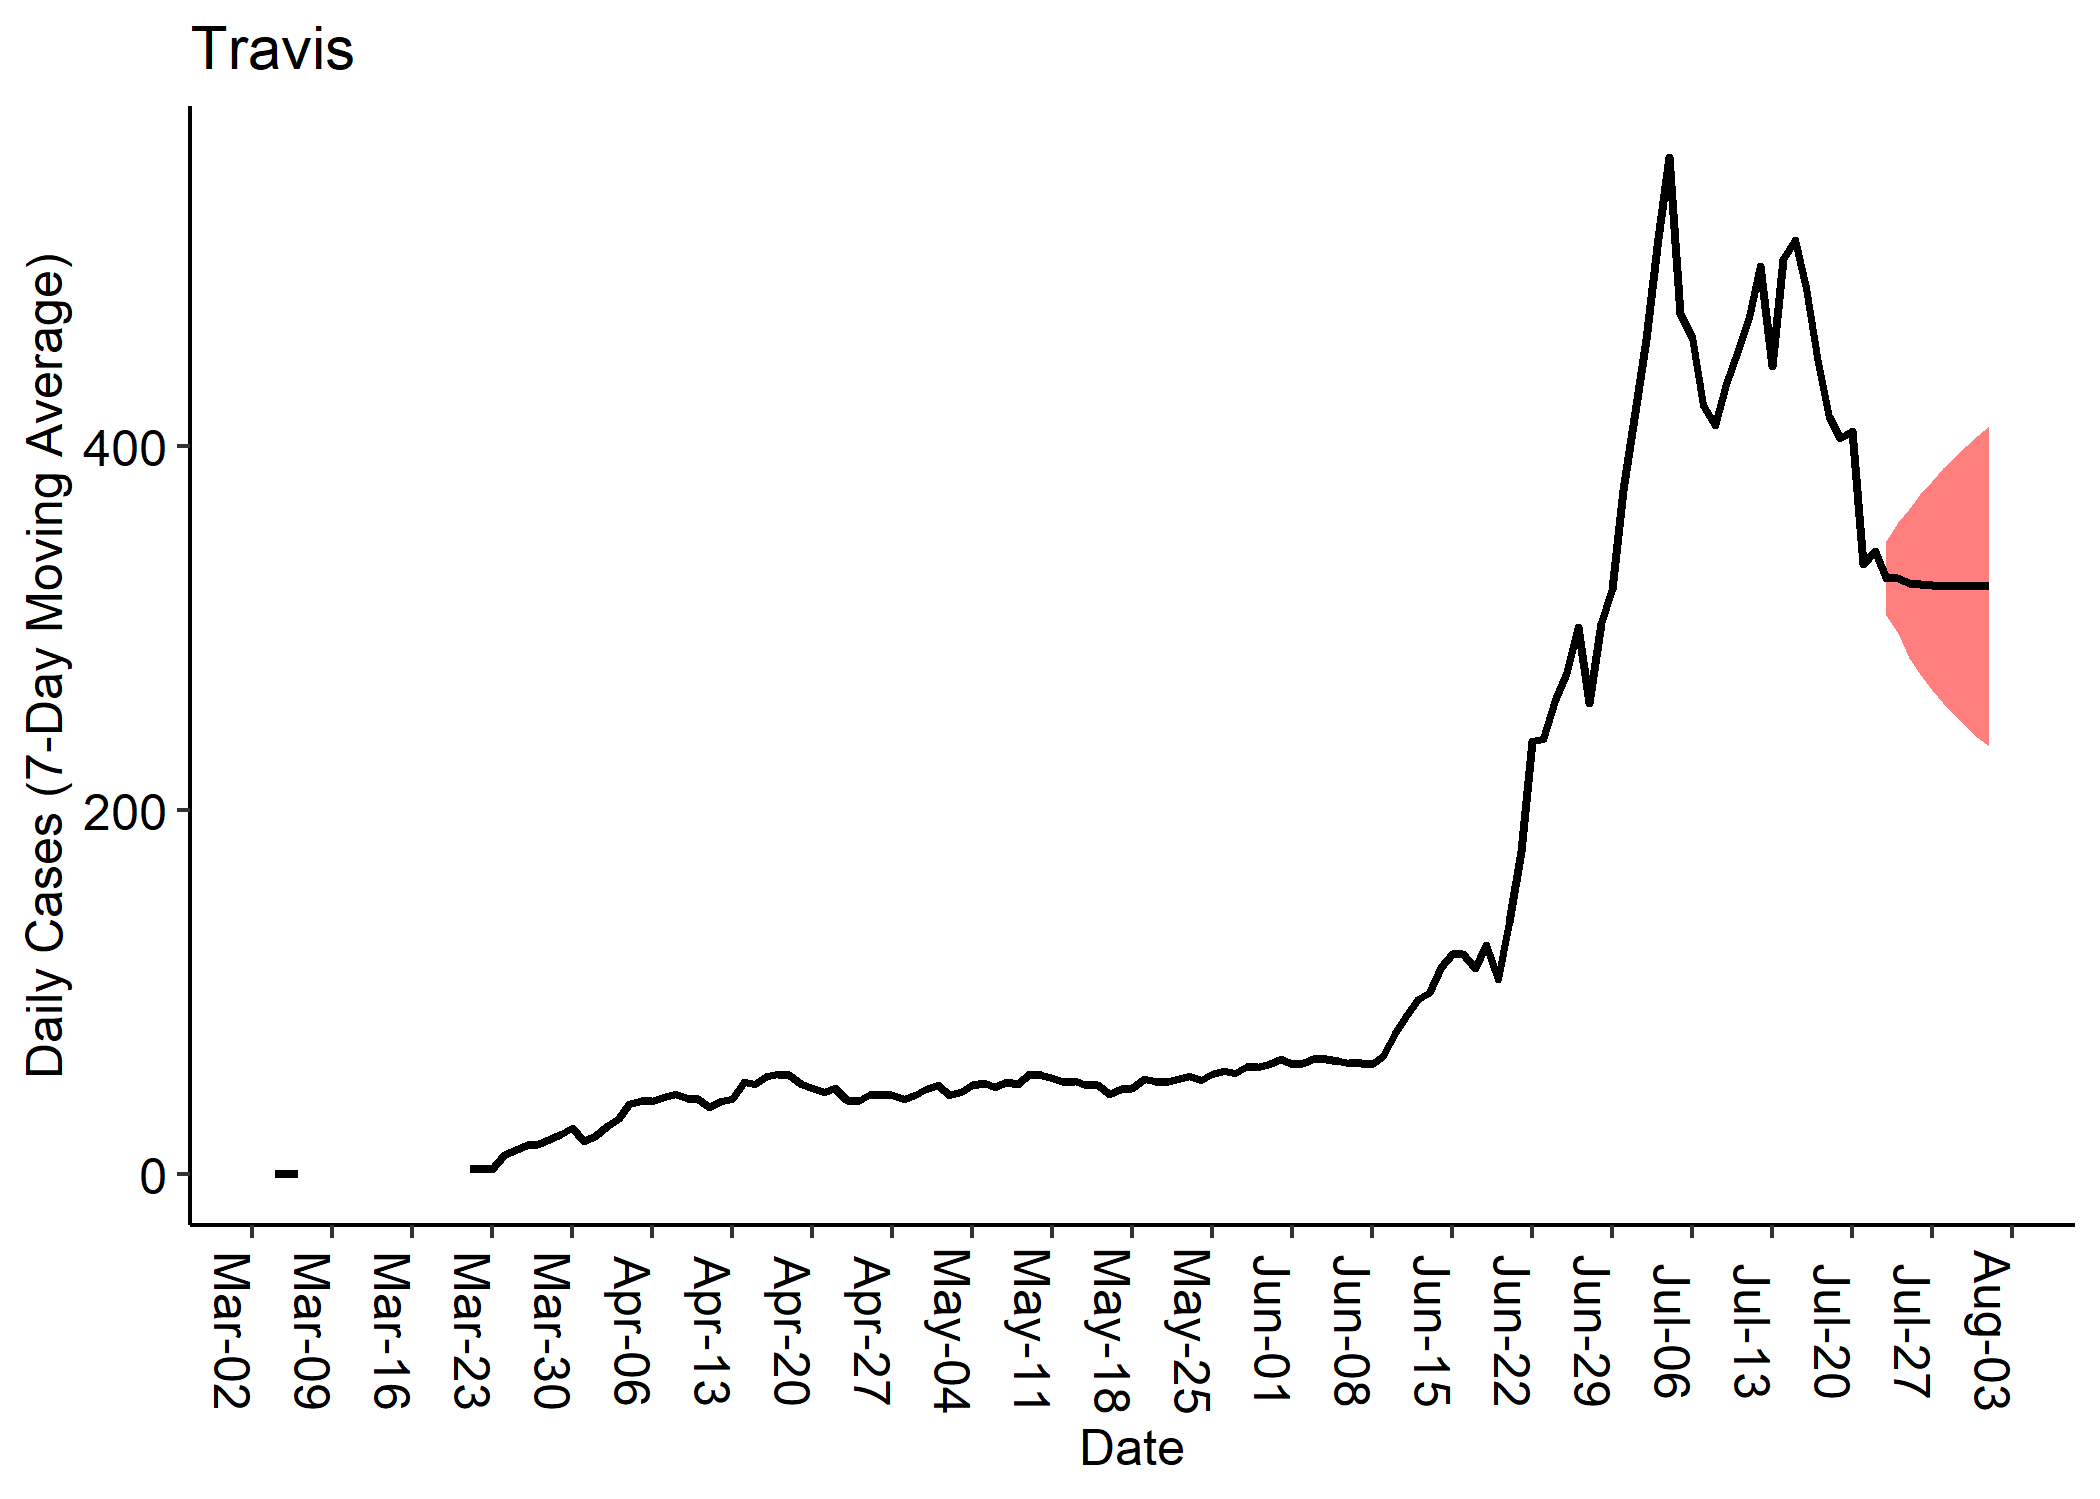 Travis
Daily Cases (7-Day Moving Average)
400
200
0
Mar-02
Mar-09
Mar-16
Mar-23
Mar-30
Apr-06
Apr-13
Apr-20
Apr-27
May-04
May-11
May-18
May-25
Jun-01
Jun-08
Jun-15
Jun-22
Jun-29
Jul-06
Jul-13
Jul-20
Jul-27
Aug-03
Date